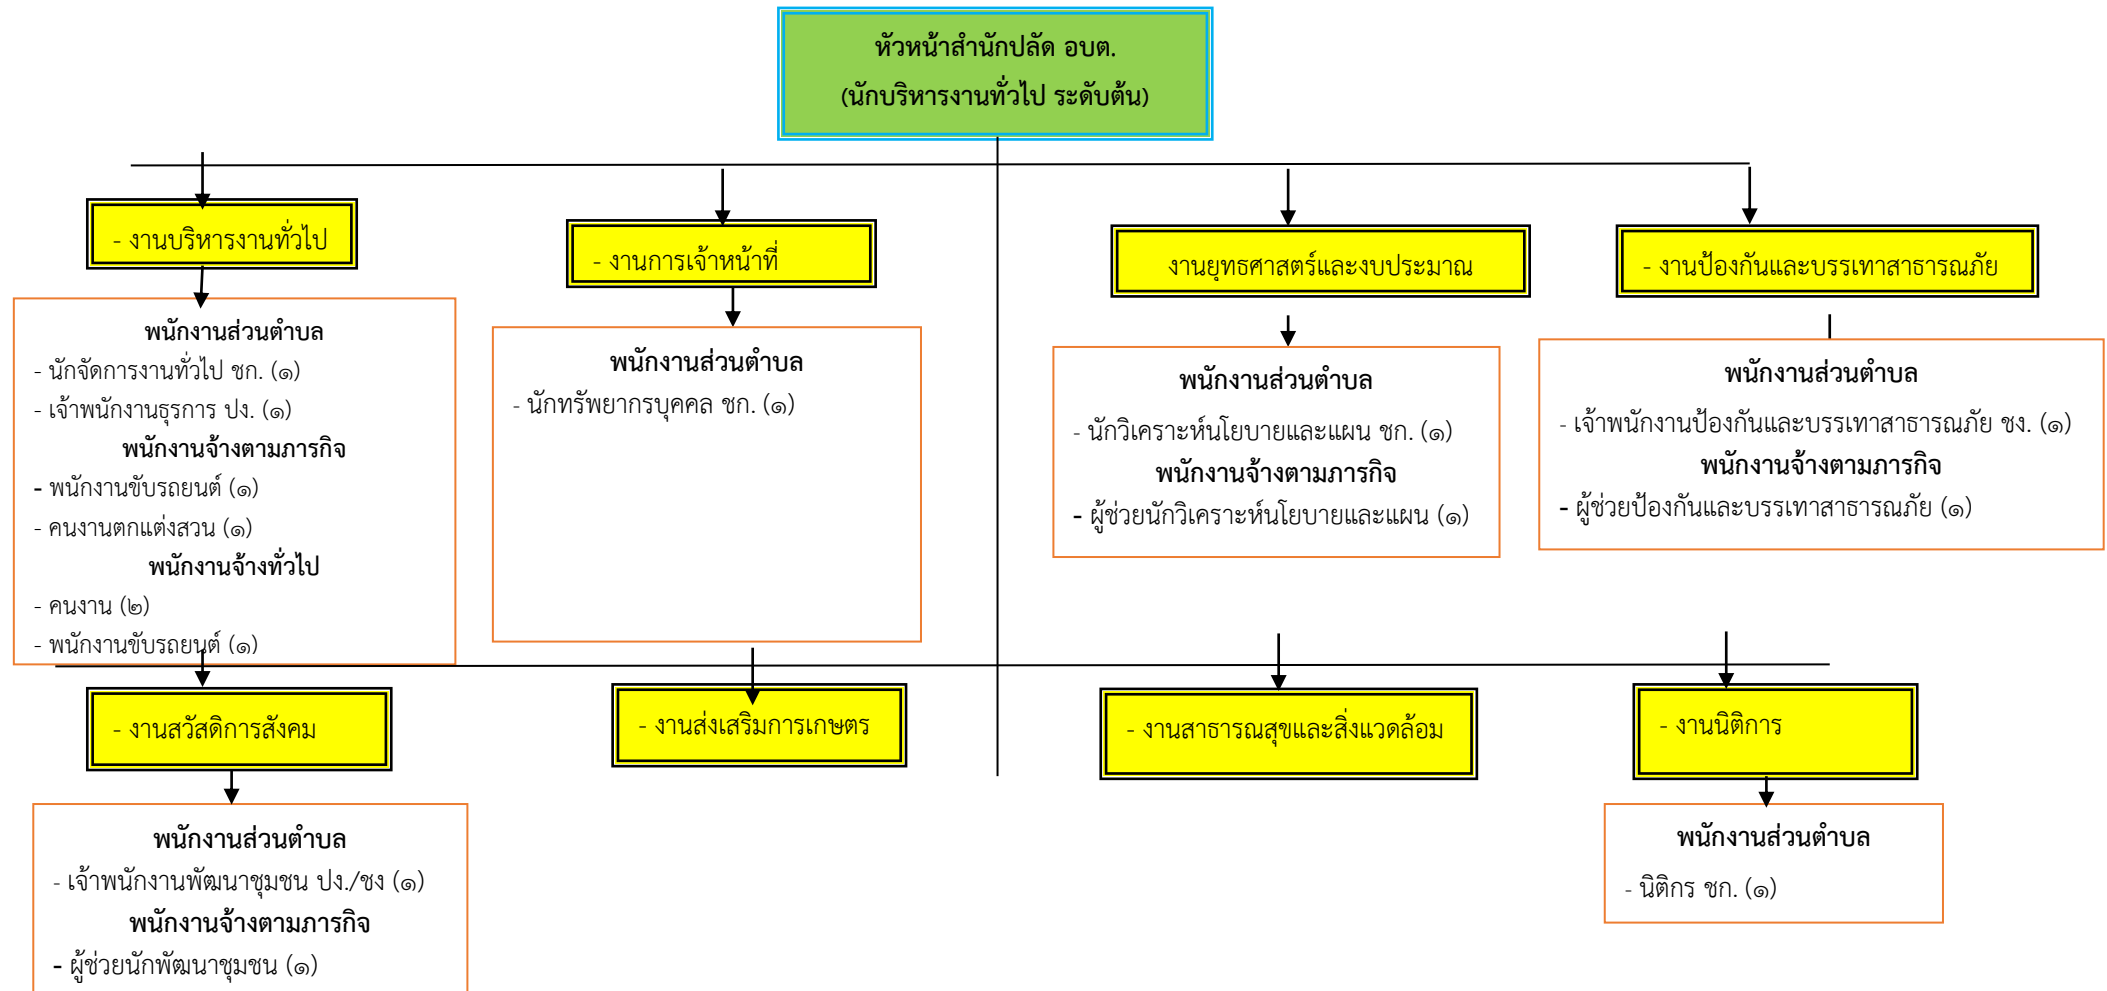 หัวหน้าสำนักปลัด อบต.
(นักบริหารงานทั่วไป ระดับต้น)
- งานบริหารงานทั่วไป
พนักงานส่วนตำบล
- นักจัดการงานทั่วไป ชก. (๑)
- เจ้าพนักงานธุรการ ปง. (๑)
พนักงานจ้างตามภารกิจ
- พนักงานขับรถยนต์ (๑)
- คนงานตกแต่งสวน (๑)
พนักงานจ้างทั่วไป
- คนงาน (๒)
- พนักงานขับรถยนต์ (๑)
- งานการเจ้าหน้าที่
พนักงานส่วนตำบล
- นักทรัพยากรบุคคล ชก. (๑)
งานยุทธศาสตร์และงบประมาณ
พนักงานส่วนตำบล
- นักวิเคราะห์นโยบายและแผน ชก. (๑)
พนักงานจ้างตามภารกิจ
- ผู้ช่วยนักวิเคราะห์นโยบายและแผน (๑)
- งานป้องกันและบรรเทาสาธารณภัย
พนักงานส่วนตำบล
- เจ้าพนักงานป้องกันและบรรเทาสาธารณภัย ชง. (๑)
พนักงานจ้างตามภารกิจ
- ผู้ช่วยป้องกันและบรรเทาสาธารณภัย (๑)
- งานสวัสดิการสังคม
พนักงานส่วนตำบล
- เจ้าพนักงานพัฒนาชุมชน ปง./ชง (๑)
พนักงานจ้างตามภารกิจ
- ผู้ช่วยนักพัฒนาชุมชน (๑)
- งานส่งเสริมการเกษตร
- งานสาธารณสุขและสิ่งแวดล้อม
- งานนิติการ
พนักงานส่วนตำบล
- นิติกร ชก. (๑)